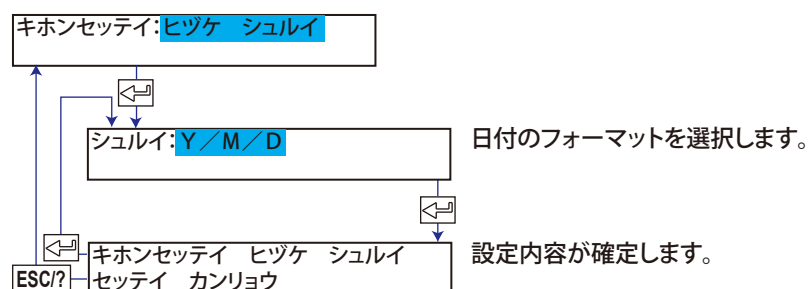 キホンセッテイ:ヒヅケ　シュルイ
シュルイ:Y／M／D
日付のフォーマットを選択します。
キホンセッテイ　ヒヅケ　シュルイ
セッテイ　カンリョウ
設定内容が確定します。
ESC/?